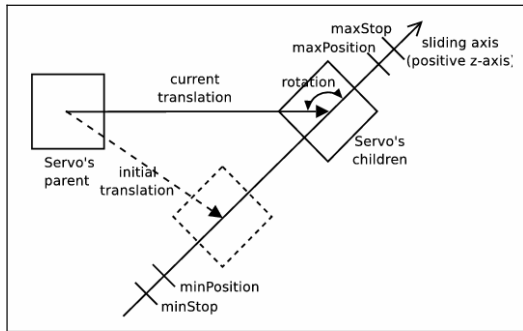 maxStop
maxPosition
sliding axis
(positive z-axis)
current
translation
rotation
Servo's
parent
Servo's
children
initial
translation
minPosition
minStop